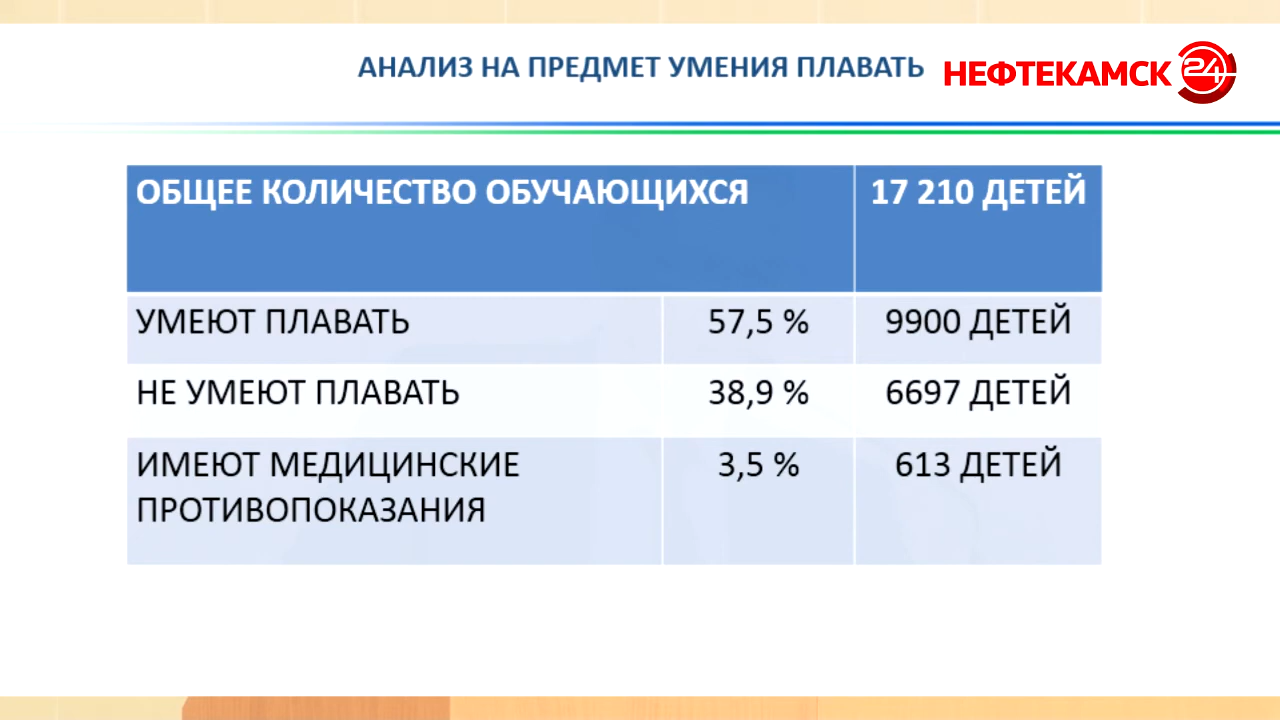 АНАЛИЗ НА ПРЕДМЕТ УМЕНИЯ ПЛАВАТЬ
НЕФТЕКАМСК 24
ОБЩЕЕ КОЛИЧЕСТВО ОБУЧАЮЩИХСЯ 17 210 ДЕТЕЙ
УМЕЮТ ПЛАВАТЬ 57,5 % 9900 ДЕТЕЙ
НЕ УМЕЮТ ПЛАВАТЬ 38,9 % 6697 ДЕТЕЙ
ИМЕЮТ МЕДИЦИНСКИЕ 3,5 % 613 ДЕТЕЙ
ПРОТИВОПОКАЗАНИЯ